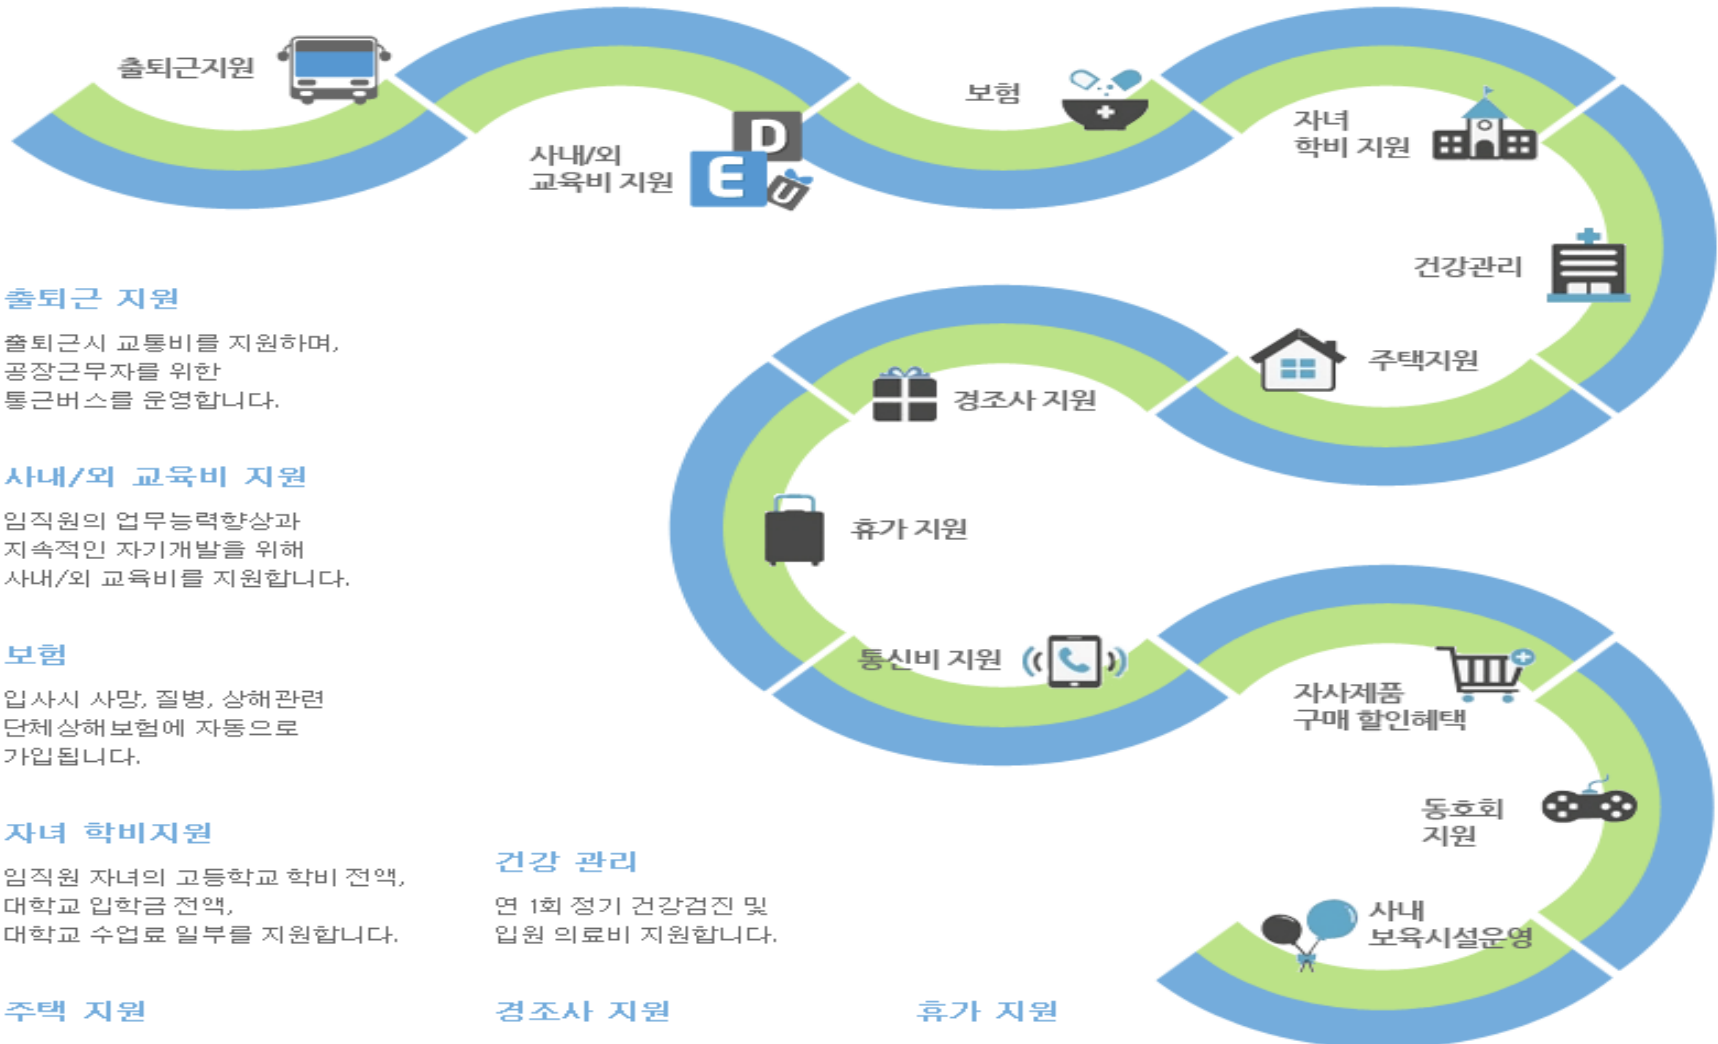 출퇴근지원
사내/외
교육비 지원
D
E
U
보험
자녀
학비 지원
건강관리
주택지원
경조사 지원
휴가 지원
통신비 지원
자사제품
구매 할인혜택
동호회
지원
사내
보육시설운영
출퇴근 지원
출퇴근시 교통비를 지원하며,
공장근무자를 위한
통근버스를 운영합니다.
사내/외 교육비 지원
임직원의 업무능력향상과
지속적인 자기개발을 위해
사내/외 교육비를 지원합니다.
보험
입사시 사망, 질병, 상해관련
단체상해보험에 자동으로
가입됩니다.
자녀 학비지원
임직원 자녀의 고등학교 학비 전액,
대학교 입학금 전액,
대학교 수업료 일부를 지원합니다.
건강 관리
연 1회 정기 건강검진 및
입원 의료비 지원합니다.
주택 지원
경조사 지원
휴가 지원